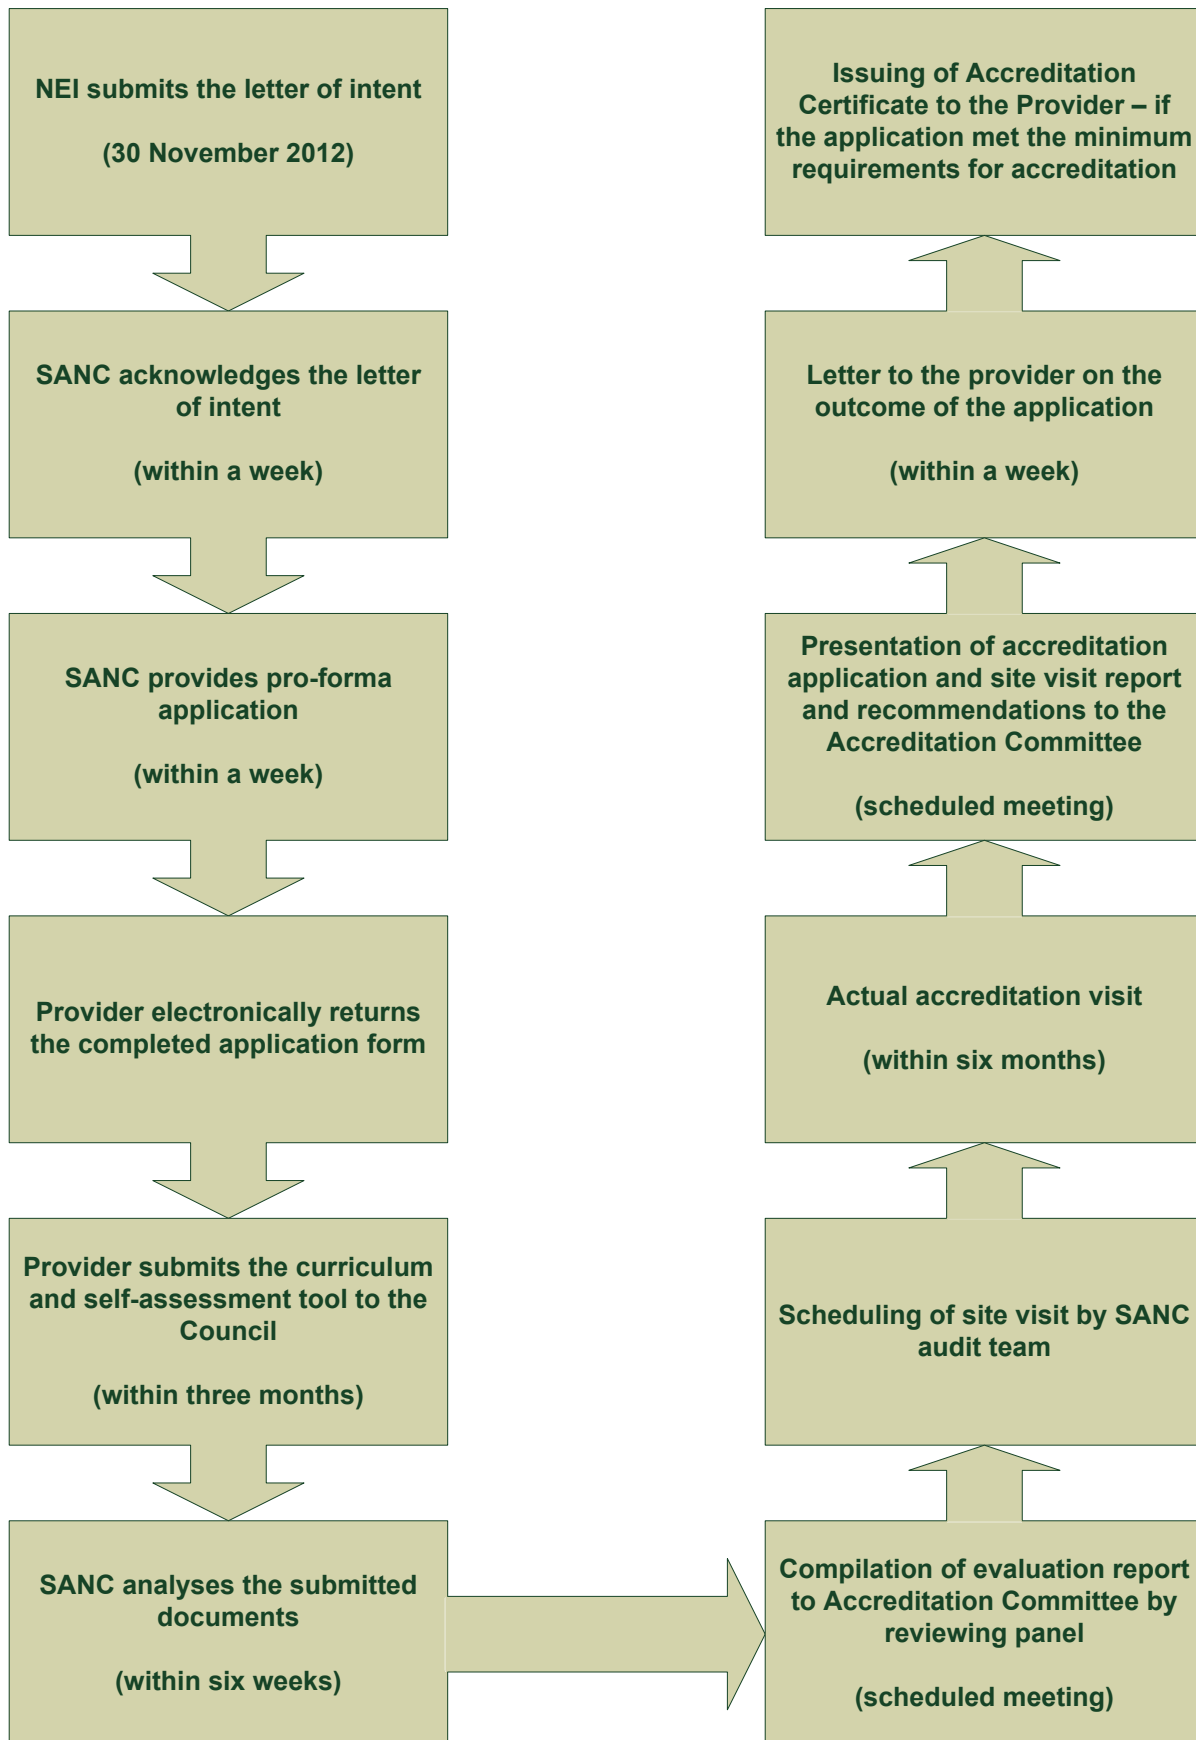 NEI submits the letter of intent
(30 November 2012)
SANC acknowledges the letter
of intent
(within a week)
SANC provides pro-forma
application
(within a week)
Provider electronically returns
the completed application form
Provider submits the curriculum
and self-assessment tool to the
Council
(within three months)
SANC analyses the submitted
documents
(within six weeks)
Compilation of evaluation report
to Accreditation Committee by
reviewing panel
(scheduled meeting)
Scheduling of site visit by SANC
audit team
Actual accreditation visit
(within six months)
Presentation of accreditation
application and site visit report
and recommendations to the
Accreditation Committee
(scheduled meeting)
Letter to the provider on the
outcome of the application
(within a week)
Issuing of Accreditation
Certificate to the Provider – if
the application met the minimum
requirements for accreditation